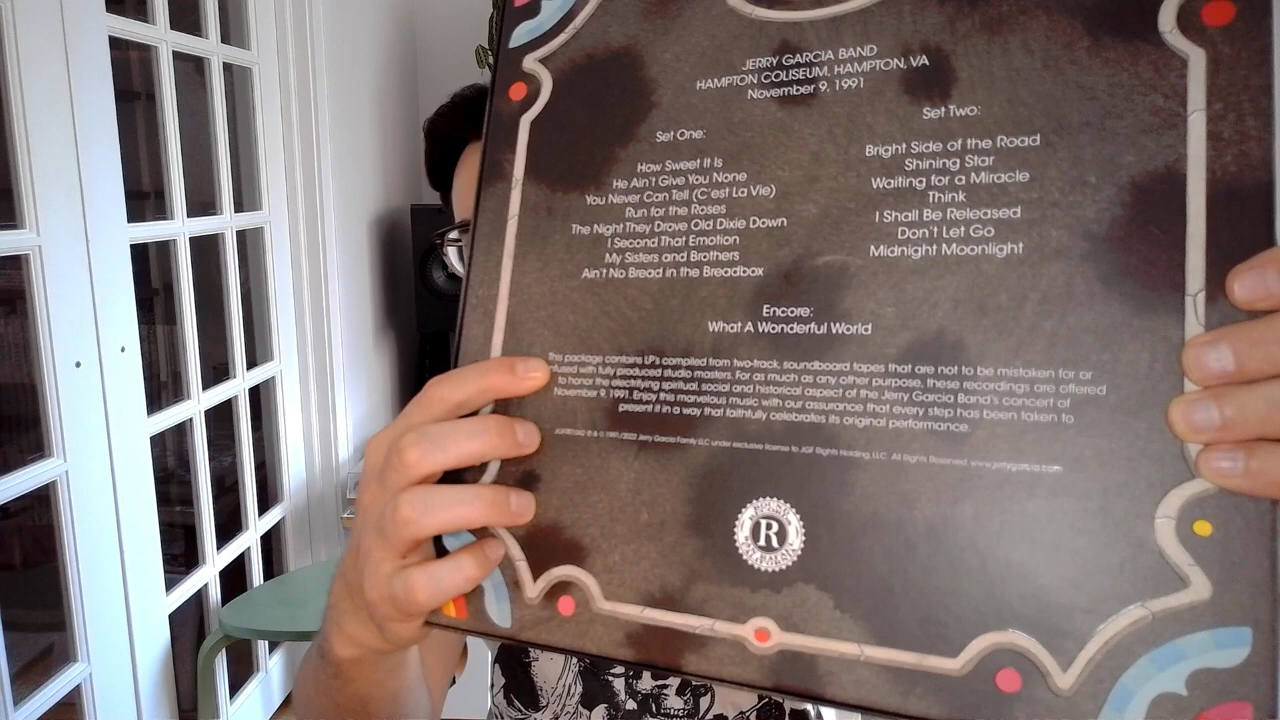 JERRY GARCIA BAND
HAMPTON COLISEUM, HAMPTON, VA
November 9, 1991
Set One:
How Sweet It Is
He Ain't Give You None
You Never Can Tell (C'est La Vie)
Run for the Roses
The Night They Drove Old Dixie Down
I Second That Emotion
My Sisters and Brothers
Ain't No Bread in the Breadbox
Set Two:
Bright Side of the Road
Shining Star
Waiting for a Miracle
Think
I Shall Be Released
Don't Let Go
Midnight Moonlight
Encore:
What A Wonderful World
This package contains LP's compiled from two-track, soundboard tapes that are not to be mistaken for or
with fully produced studio masters. For as much as any other purpose, these recordings are offered
to honor the electrifying spiritual, social and historical aspect of the Jerry Garcia Band's concert of
November 9, 1991. Enjoy this marvelous music with our assurance that every step has been taken to
present it in a way that faithfully celebrates its original performance.
℗ & © 1991/2022 Jerry Garcia Family LLC under exclusive license to JGF Rights Holding, LLC. All Rights Reserved. www.jerrygarcia.com
R